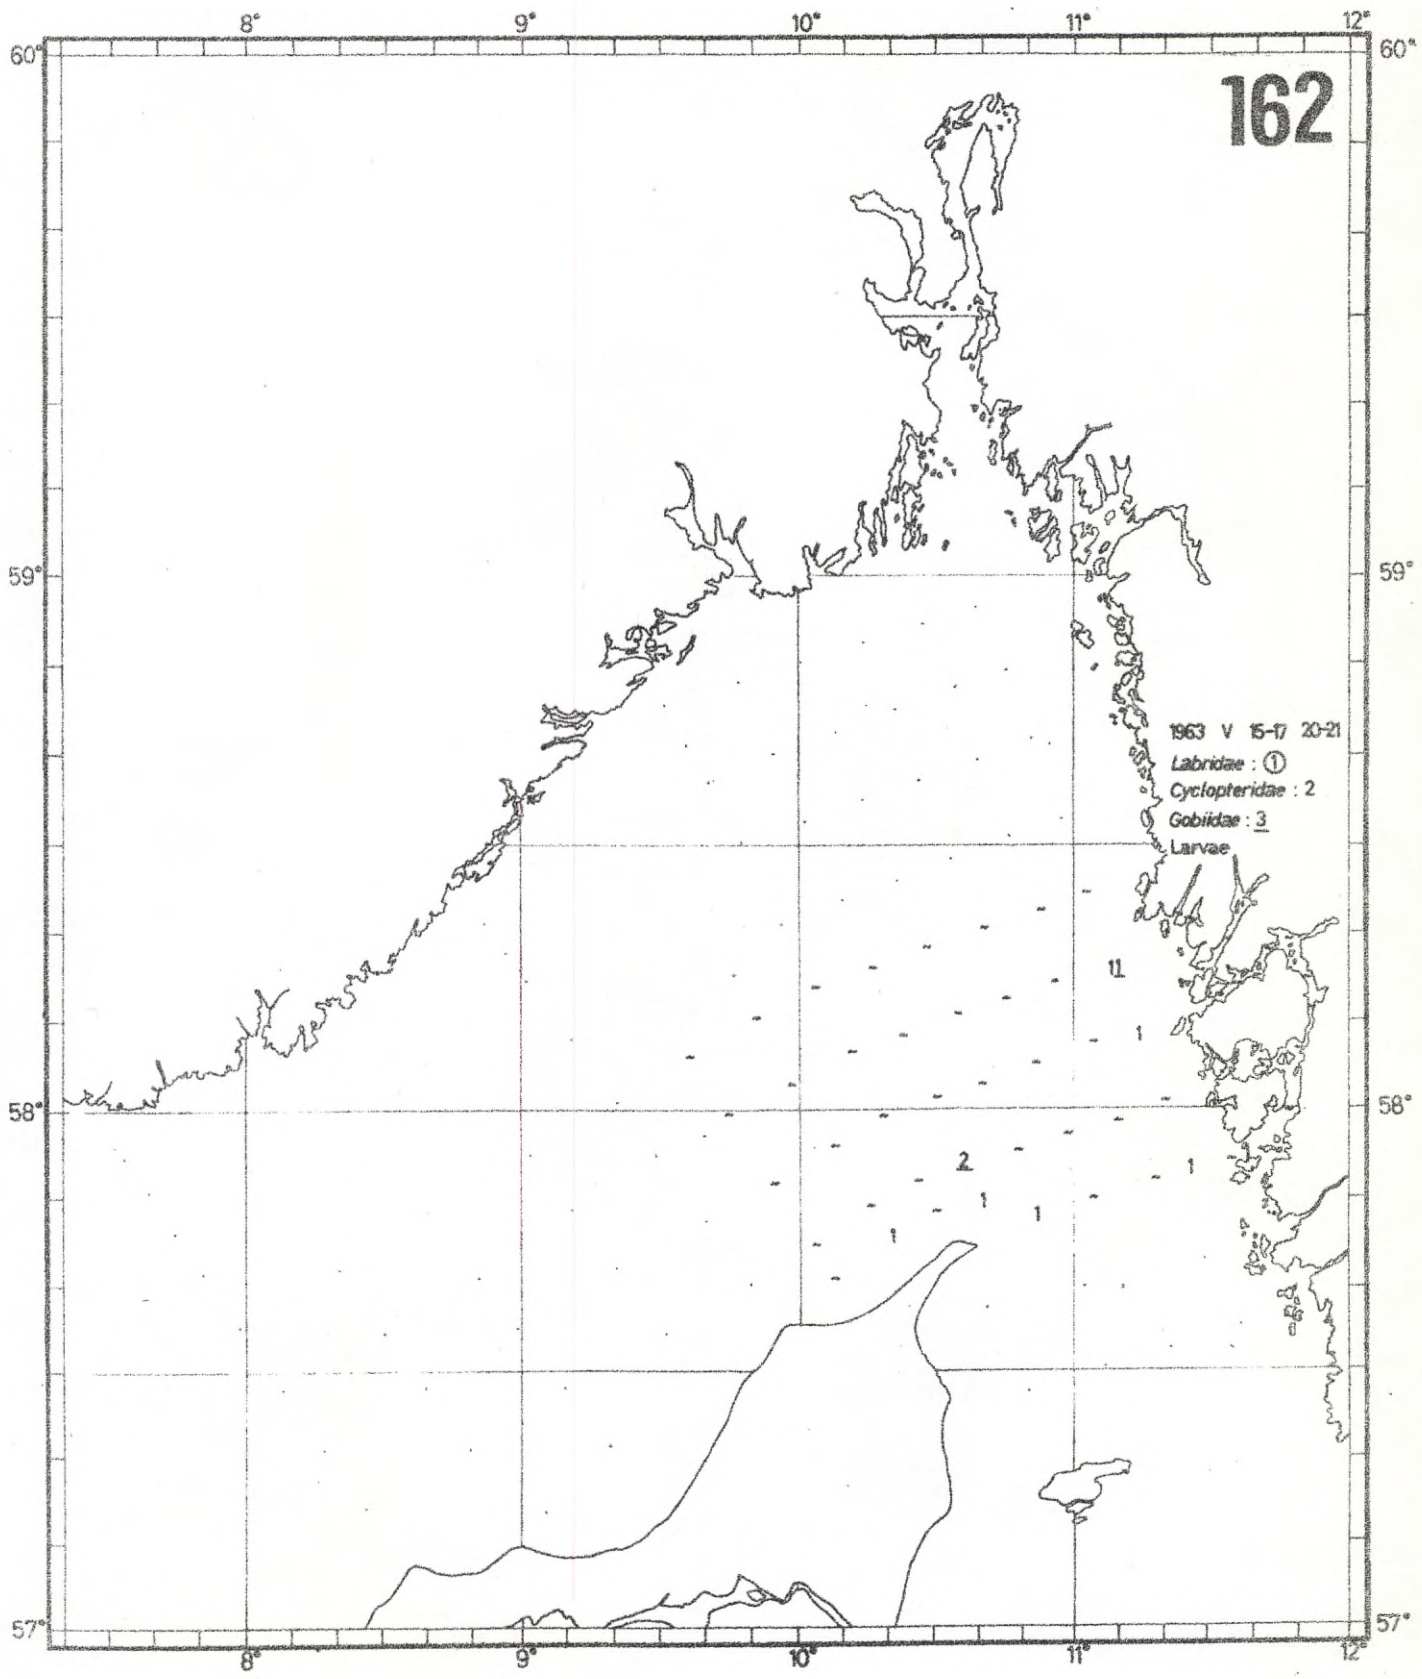 8° 9° 10° 11° 12°
60° 60°
162
59° 59°
1963 V 15-17 20-21
Labridae : ①
Cyclopteridae : 2
Gobiidae : 3
Larvae
11
1
58° 58°
2 1
1 1
1
57° 57°
8° 9° 10° 11° 12°